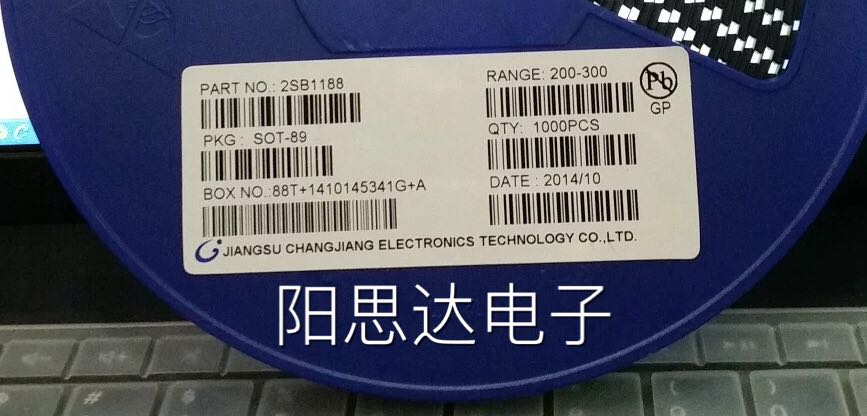 PART NO.: 2SB1188
PKG: SOT-89
BOX NO.:88T+1410145341G+A
RANGE: 200-300
QTY: 1000PCS
DATE: 2014/10
Pb
GP
JIANGSU CHANGJIANG ELECTRONICS TECHNOLOGY CO.,LTD.
阳思达电子